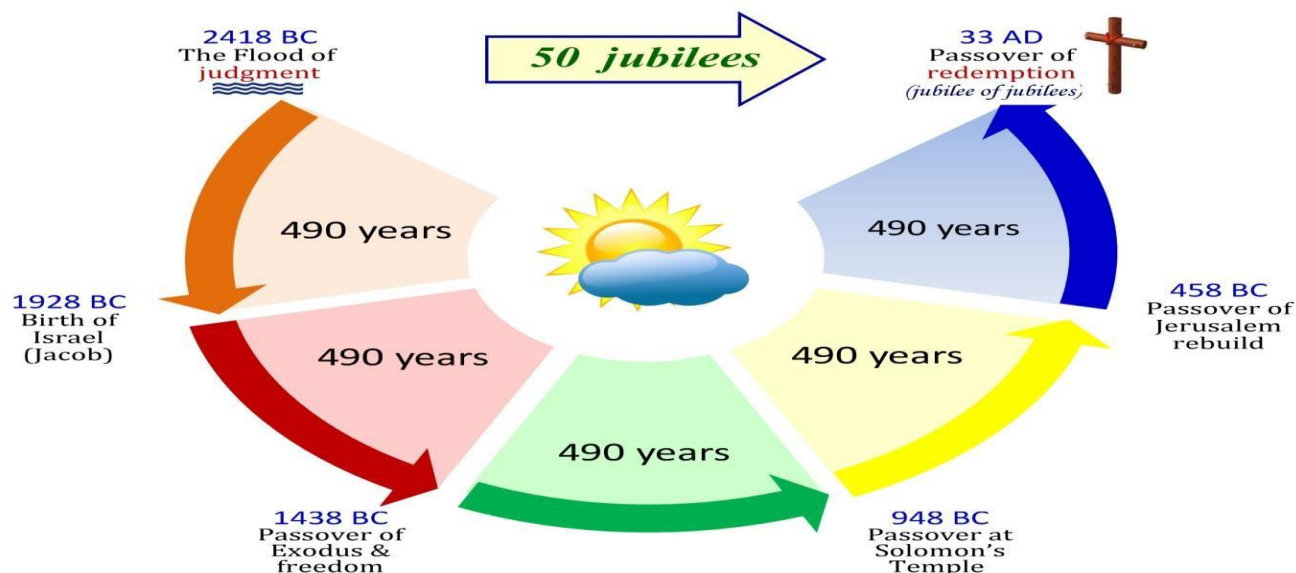 2418 BC
The Flood of
judgment
50 jubilees
33 AD
Passover of
redemption
(jubilee of jubilees)
490 years
490 years
1928 BC
Birth of
Israel
(Jacob)
458 BC
Passover of
Jerusalem
rebuild
490 years
490 years
490 years
1438 BC
Passover of
Exodus &
freedom
948 BC
Passover at
Solomon's
Temple